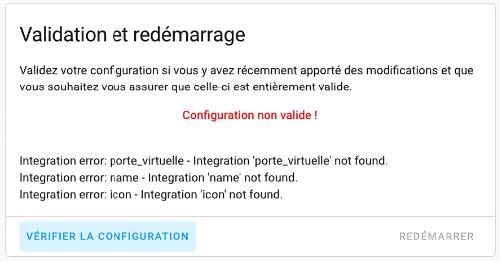 Validation et redémarrage
Validez votre configuration si vous y avez récemment apporté des modifications et que
vous souhaitez vous assurer que celle-ci est entièrement valide.
Configuration non valide !
Integration error: porte_virtuelle - Integration 'porte_virtuelle' not found.
Integration error: name - Integration 'name' not found.
Integration error: icon - Integration 'icon' not found.
VÉRIFIER LA CONFIGURATION
REDÉMARRER